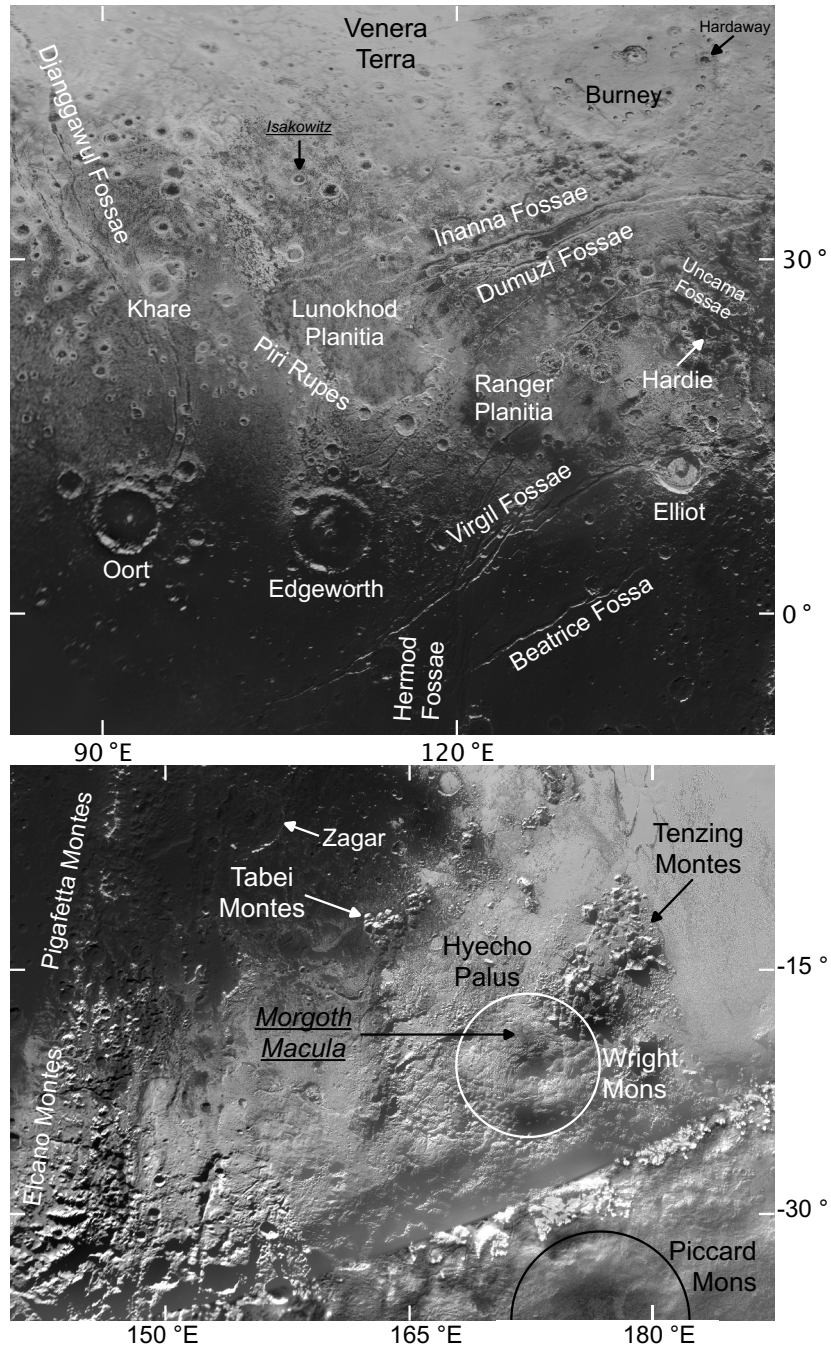 Venera
Terra
Hardaway
Burney
Djanggawul Fossae
Isakowitz
Inanna Fossae
Dumuzi Fossae
30 °
Uncama
Fossae
Khare
Lunokhod
Planitia
Piri Rupes
Ranger
Planitia
Hardie
Virgil Fossae
Elliot
Oort
Edgeworth
Beatrice Fossa
0 °
Hermod
Fossae
90 °E
120 °E
Pigafetta Montes
Zagar
Tenzing
Montes
Tabei
Montes
Hyecho
Palus
-15 °
Morgoth
Macula
Wright
Mons
Elcano Montes
-30 °
Piccard
Mons
150 °E
165 °E
180 °E